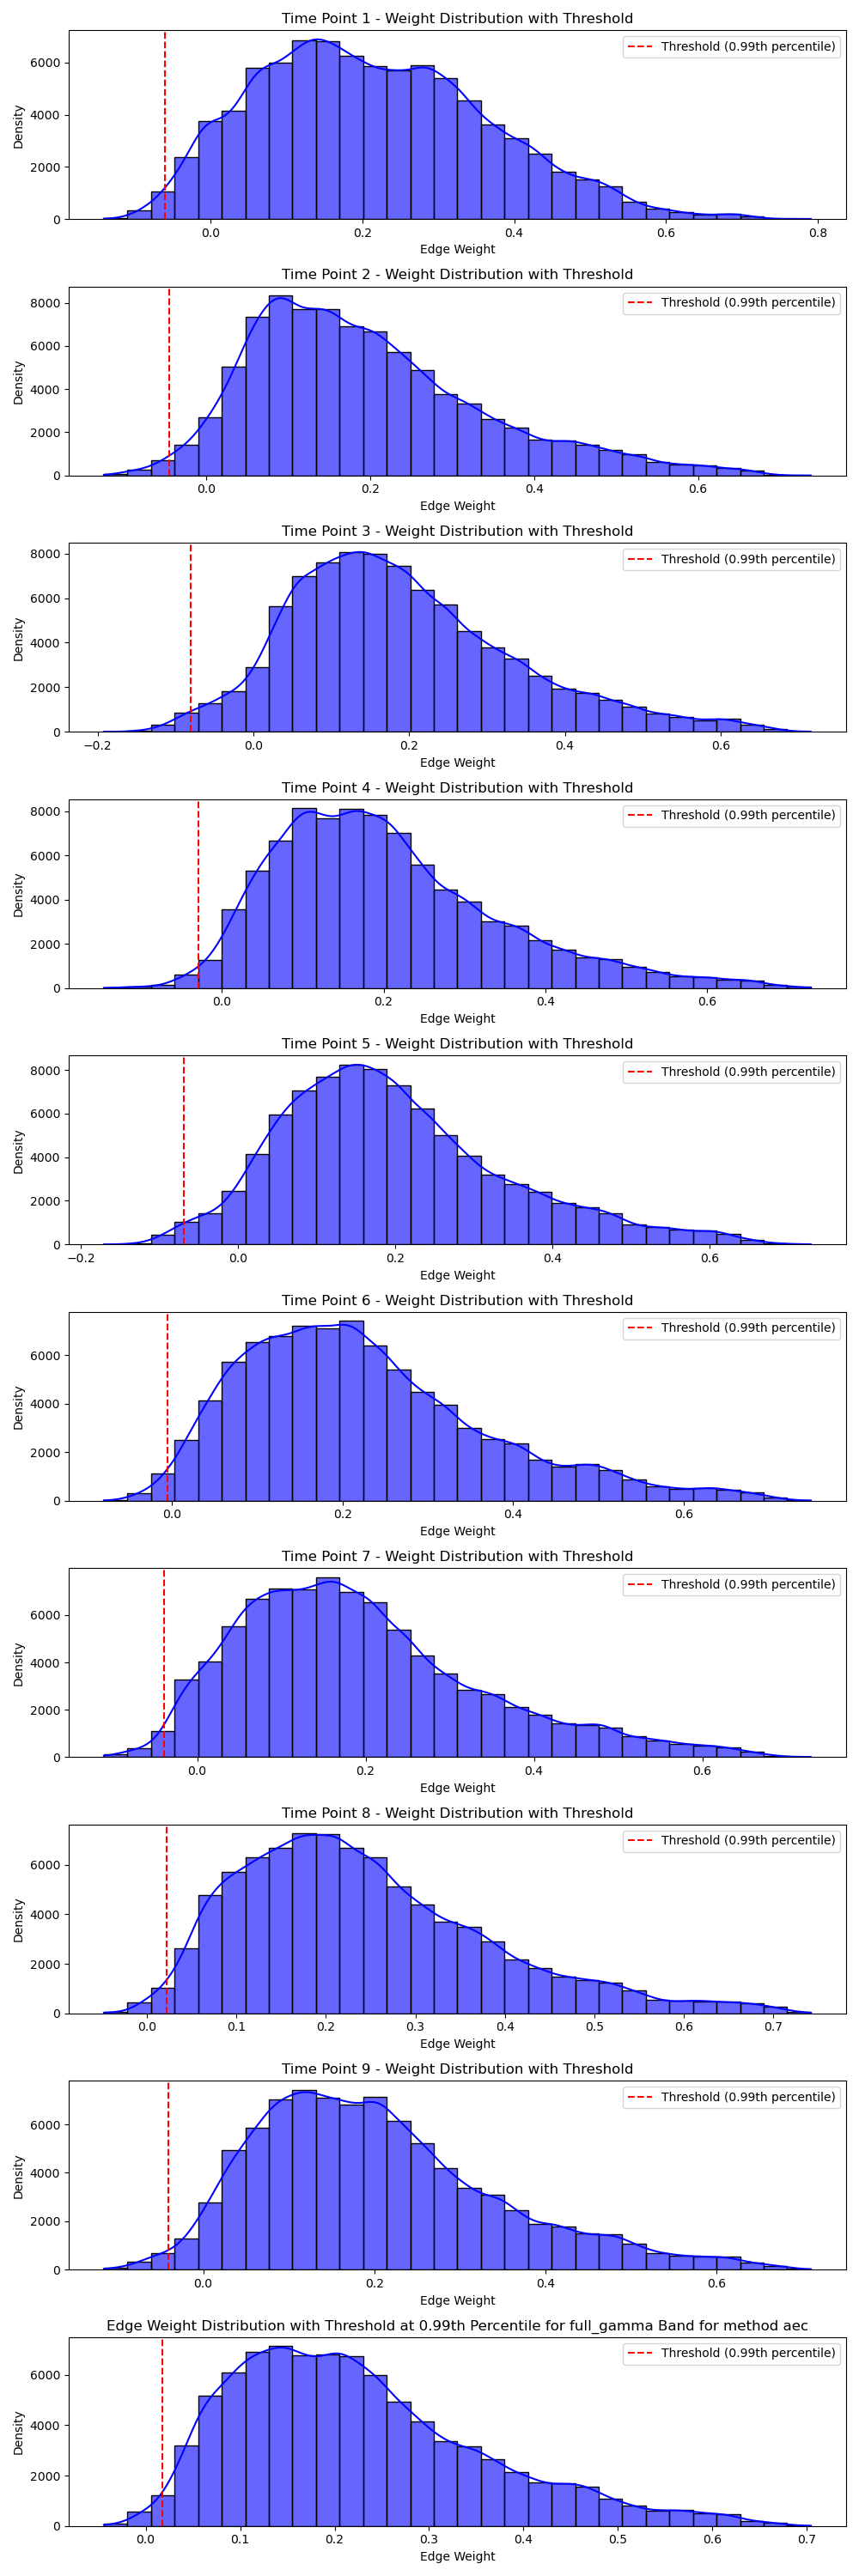 Time Point 1 - Weight Distribution with Threshold
Threshold (0.99th percentile)
Density
6000
4000
2000
0
0.0 0.2 0.4 0.6 0.8
Edge Weight
Time Point 2 - Weight Distribution with Threshold
Threshold (0.99th percentile)
Density
8000
6000
4000
2000
0
0.0 0.2 0.4 0.6
Edge Weight
Time Point 3 - Weight Distribution with Threshold
Threshold (0.99th percentile)
Density
8000
6000
4000
2000
0
−0.2 0.0 0.2 0.4 0.6
Edge Weight
Time Point 4 - Weight Distribution with Threshold
Threshold (0.99th percentile)
Density
8000
6000
4000
2000
0
0.0 0.2 0.4 0.6
Edge Weight
Time Point 5 - Weight Distribution with Threshold
Threshold (0.99th percentile)
Density
8000
6000
4000
2000
0
−0.2 0.0 0.2 0.4 0.6
Edge Weight
Time Point 6 - Weight Distribution with Threshold
Threshold (0.99th percentile)
Density
6000
4000
2000
0
0.0 0.2 0.4 0.6
Edge Weight
Time Point 7 - Weight Distribution with Threshold
Threshold (0.99th percentile)
Density
6000
4000
2000
0
0.0 0.2 0.4 0.6
Edge Weight
Time Point 8 - Weight Distribution with Threshold
Threshold (0.99th percentile)
Density
6000
4000
2000
0
0.0 0.1 0.2 0.3 0.4 0.5 0.6 0.7
Edge Weight
Time Point 9 - Weight Distribution with Threshold
Threshold (0.99th percentile)
Density
6000
4000
2000
0
0.0 0.2 0.4 0.6
Edge Weight
Edge Weight Distribution with Threshold at 0.99th Percentile for full_gamma Band for method aec
Threshold (0.99th percentile)
Density
6000
4000
2000
0
0.0 0.1 0.2 0.3 0.4 0.5 0.6 0.7
Edge Weight